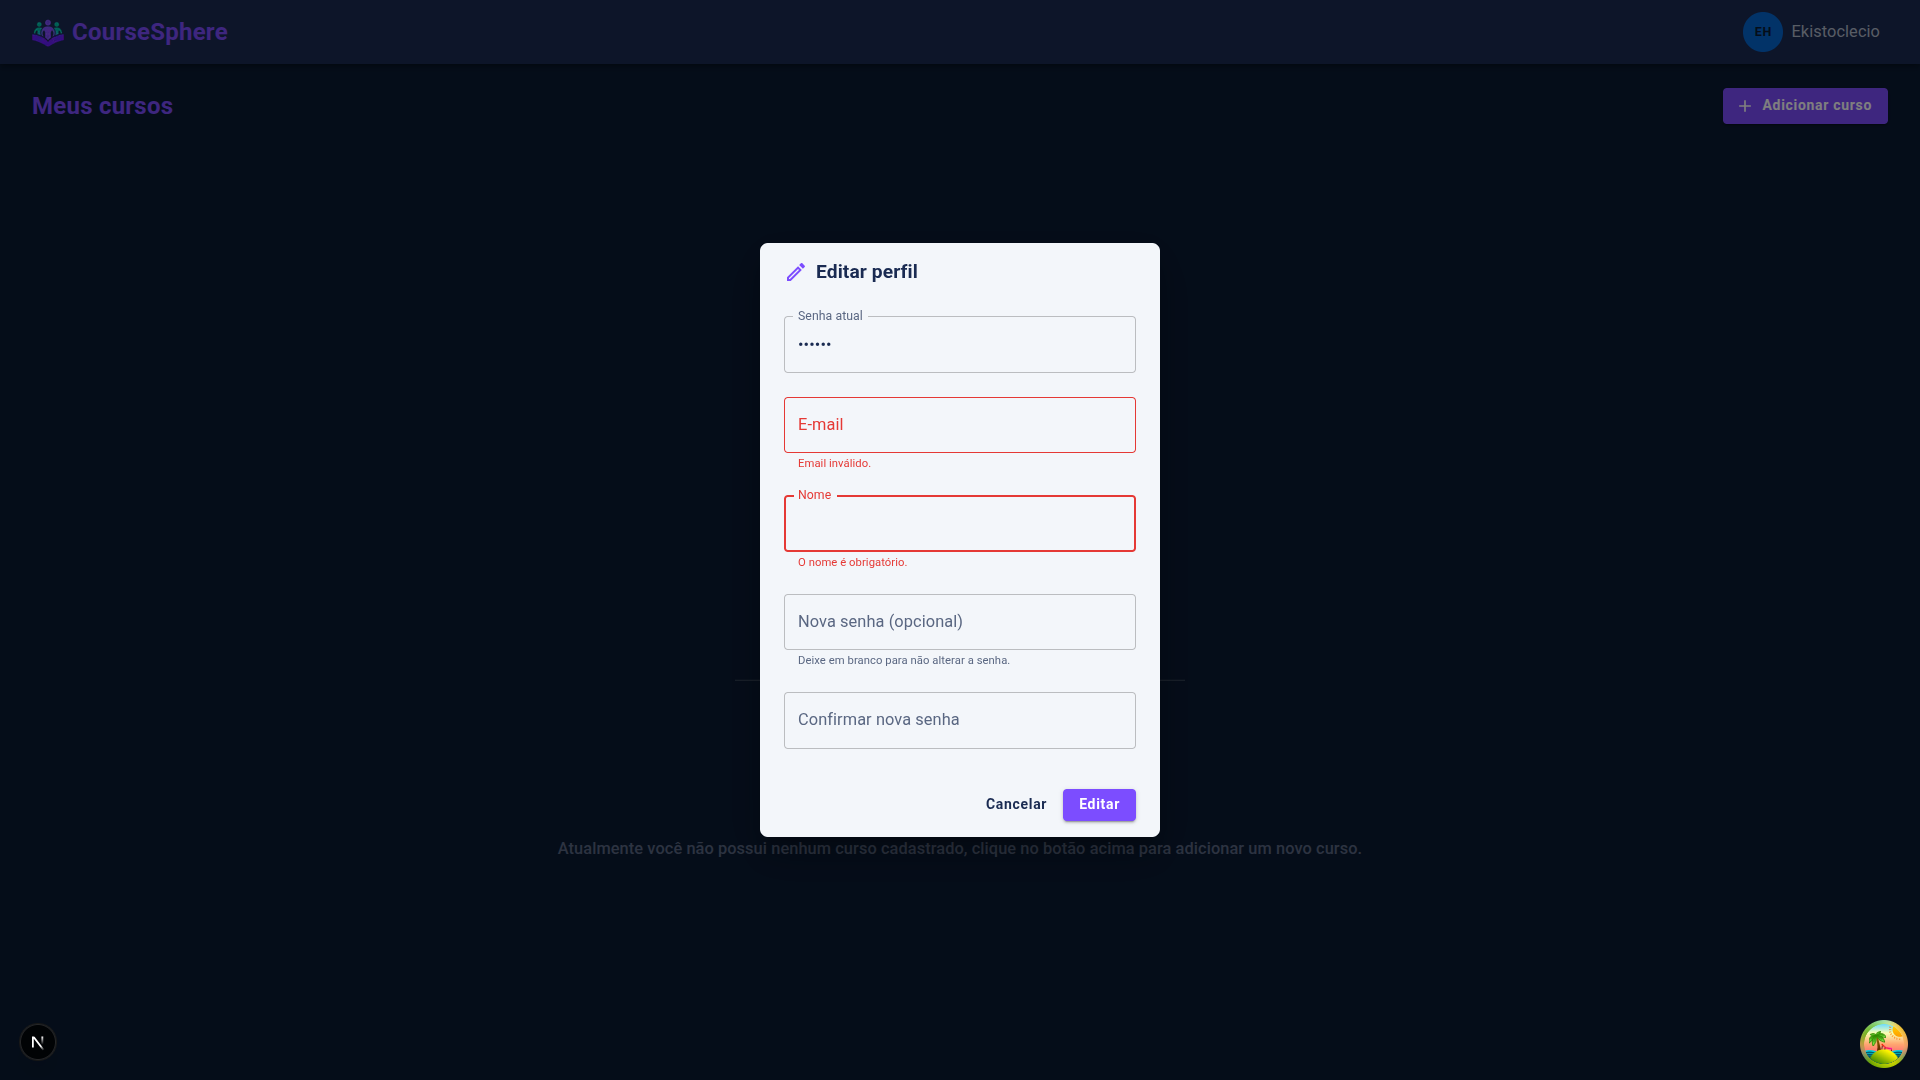 CourseSphere
EH Ekistoclecio
Meus cursos
+ Adicionar curso
Editar perfil
Senha atual
••••••
E-mail
Email inválido.
Nome
O nome é obrigatório.
Nova senha (opcional)
Deixe em branco para não alterar a senha.
Confirmar nova senha
Cancelar Editar
Atualmente você não possui nenhum curso cadastrado, clique no botão acima para adicionar um novo curso.
N